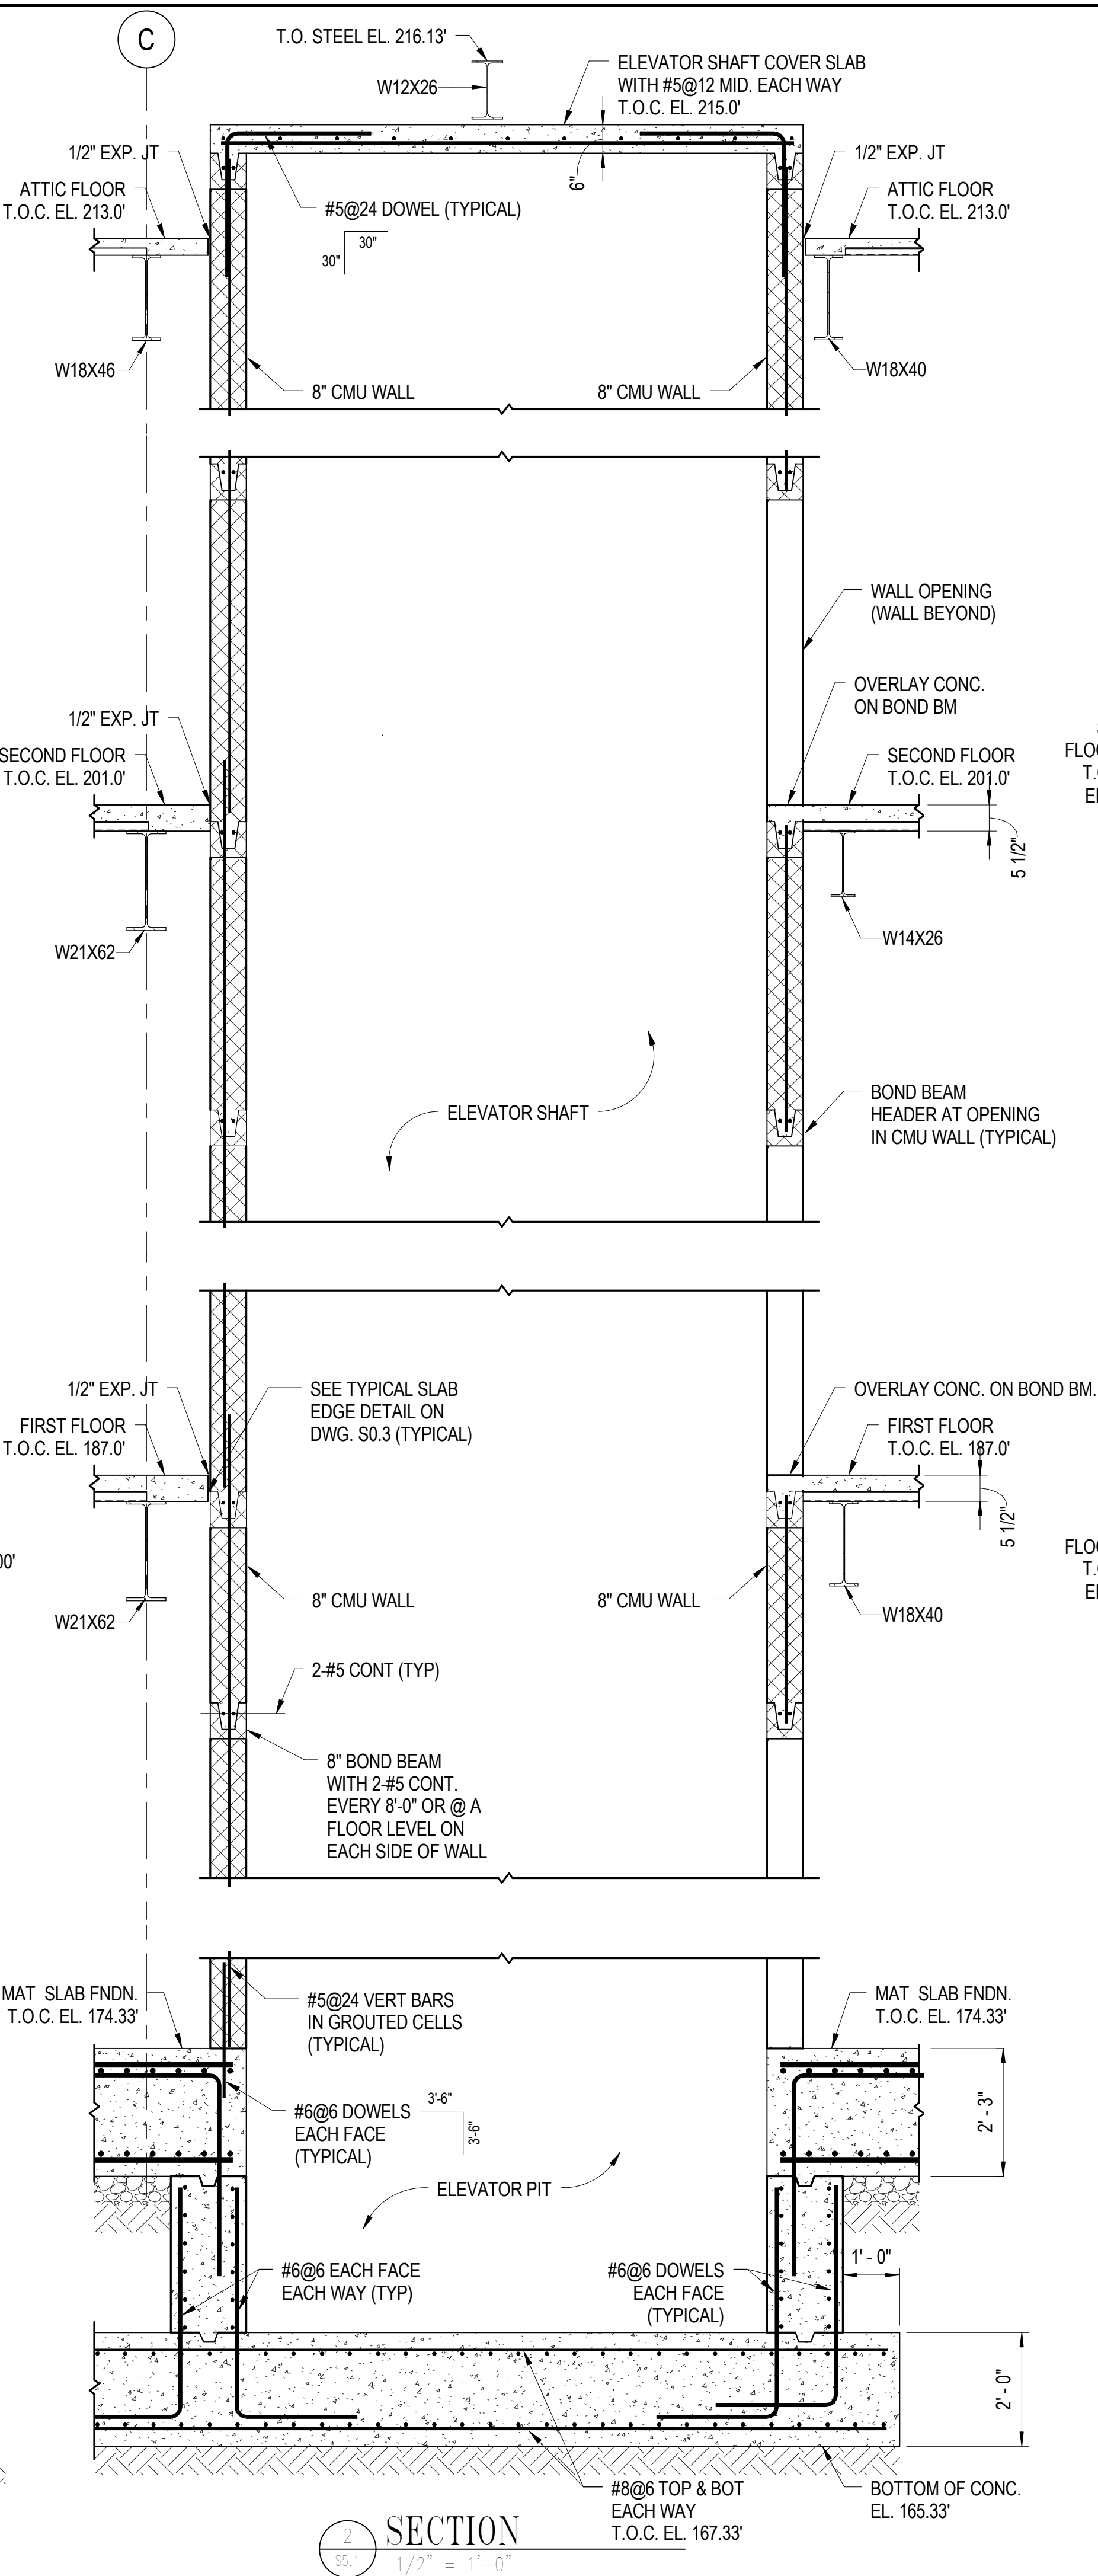 C
T.O. STEEL EL. 216.13'
W12X26
ELEVATOR SHAFT COVER SLAB
WITH #5@12 MID. EACH WAY
T.O.C. EL. 215.0'
1/2" EXP. JT
ATTIC FLOOR
T.O.C. EL. 213.0'
6"
1/2" EXP. JT
ATTIC FLOOR
T.O.C. EL. 213.0'
#5@24 DOWEL (TYPICAL)
30"
30"
W18X46
8" CMU WALL
8" CMU WALL
W18X40
WALL OPENING
(WALL BEYOND)
OVERLAY CONC.
ON BOND BM
1/2" EXP. JT
SECOND FLOOR
T.O.C. EL. 201.0'
SECOND FLOOR
T.O.C. EL. 201.0'
5 1/2"
W21X62
W14X26
ELEVATOR SHAFT
BOND BEAM
HEADER AT OPENING
IN CMU WALL (TYPICAL)
1/2" EXP. JT
FIRST FLOOR
T.O.C. EL. 187.0'
SEE TYPICAL SLAB
EDGE DETAIL ON
DWG. S0.3 (TYPICAL)
OVERLAY CONC. ON BOND BM.
FIRST FLOOR
T.O.C. EL. 187.0'
5 1/2"
00'
8" CMU WALL
8" CMU WALL
W21X62
W18X40
2-#5 CONT (TYP)
8" BOND BEAM
WITH 2-#5 CONT.
EVERY 8'-0" OR @ A
FLOOR LEVEL ON
EACH SIDE OF WALL
MAT SLAB FNDN.
T.O.C. EL. 174.33'
#5@24 VERT BARS
IN GROUTED CELLS
(TYPICAL)
MAT SLAB FNDN.
T.O.C. EL. 174.33'
#6@6 DOWELS
EACH FACE
(TYPICAL)
3'-6"
3'-6"
2' - 3"
ELEVATOR PIT
#6@6 EACH FACE
EACH WAY (TYP)
#6@6 DOWELS
EACH FACE
(TYPICAL)
1' - 0"
2' - 0"
#8@6 TOP & BOT
EACH WAY
T.O.C. EL. 167.33'
BOTTOM OF CONC.
EL. 165.33'
2
S5.1
SECTION
1/2" = 1'-0"